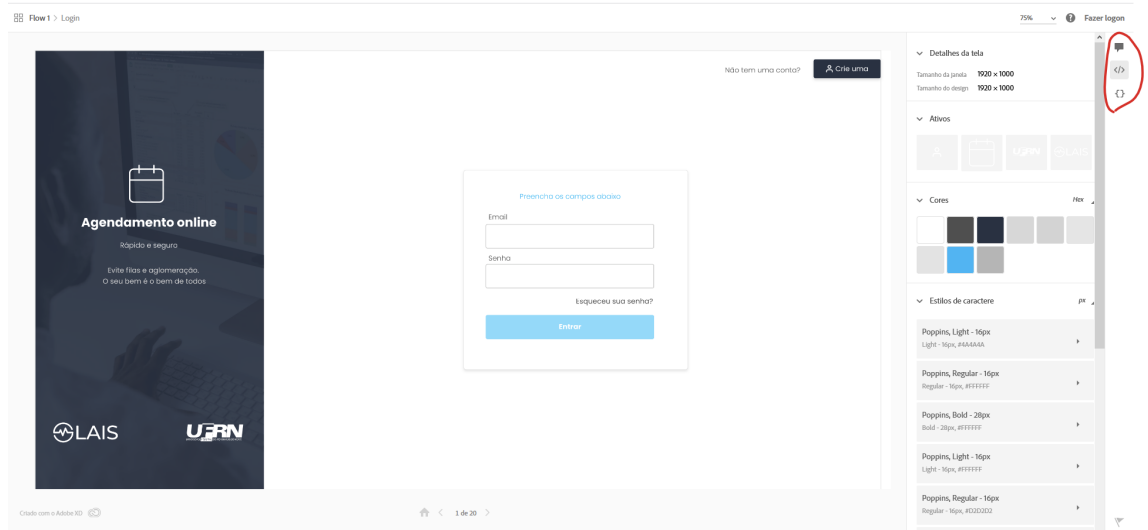 Flow 1 > Login
75%
Fazer logon
Não tem uma conta?
Crie uma
Agendamento online
Rápido e seguro
Evite filas e aglomeração.
O seu bem é o bem de todos
LAIS
UFRN
Preencha os campos abaixo
Email
Senha
Esqueceu sua senha?
Entrar
Criado com o Adobe XD
1 de 20
Detalhes da tela
Tamanho da janela 1920 × 1000
Tamanho do design 1920 × 1000
Ativos
UFRN
LAIS
Cores
Hex
Estilos de caractere
px
Poppins, Light - 16px
Light - 16px, #4A4A4A
Poppins, Regular - 16px
Regular - 16px, #FFFFFF
Poppins, Bold - 28px
Bold - 28px, #FFFFFF
Poppins, Light - 16px
Light - 16px, #FFFFFF
Poppins, Regular - 16px
Regular - 16px, #D2D2D2